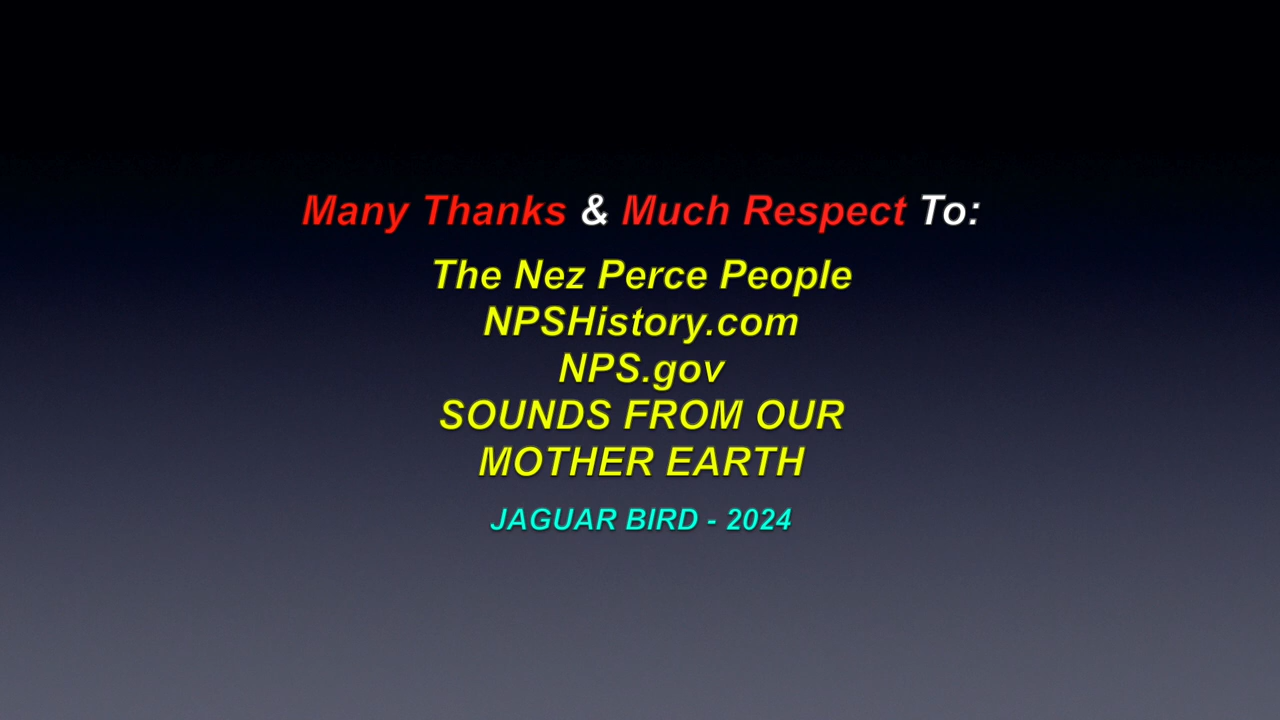 Many Thanks & Much Respect To:
The Nez Perce People
NPSHistory.com
NPS.gov
SOUNDS FROM OUR
MOTHER EARTH
JAGUAR BIRD - 2024